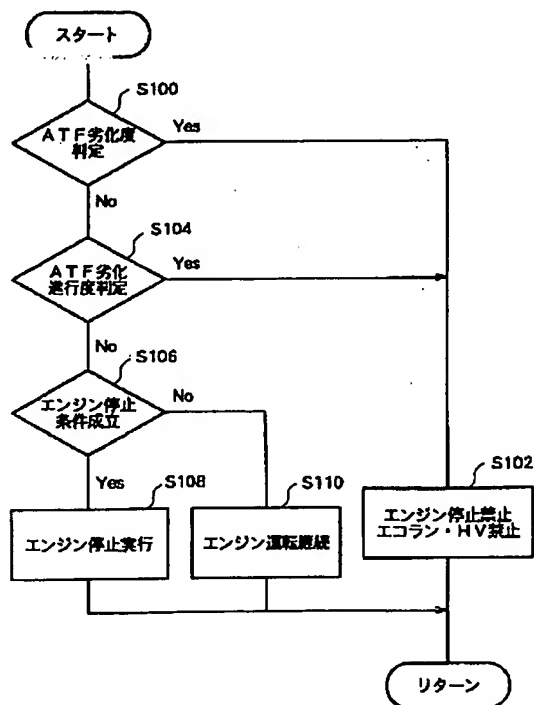 スタート
S100
ATF劣化度
判定
Yes
No
S104
ATF劣化
進行度判定
Yes
No
S106
エンジン停止
条件成立
No
Yes
S108
エンジン停止実行
S110
エンジン運転継続
S102
エンジン停止禁止
エコラン・HV禁止
リターン